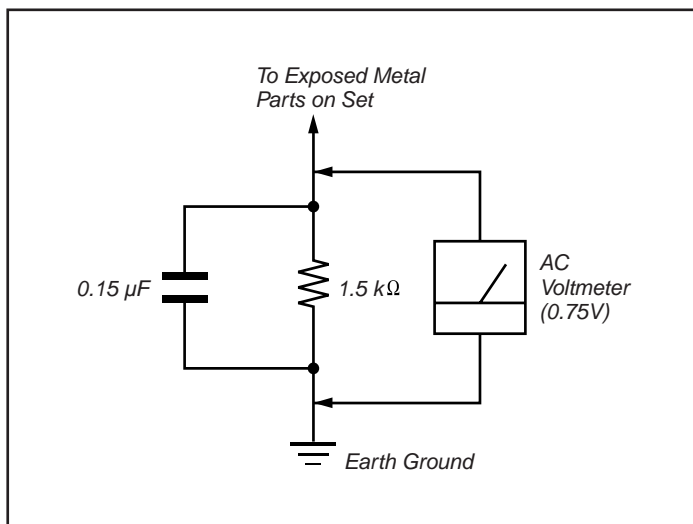 To Exposed Metal
Parts on Set
0.15 μF
1.5 kΩ
AC
Voltmeter
(0.75V)
Earth Ground